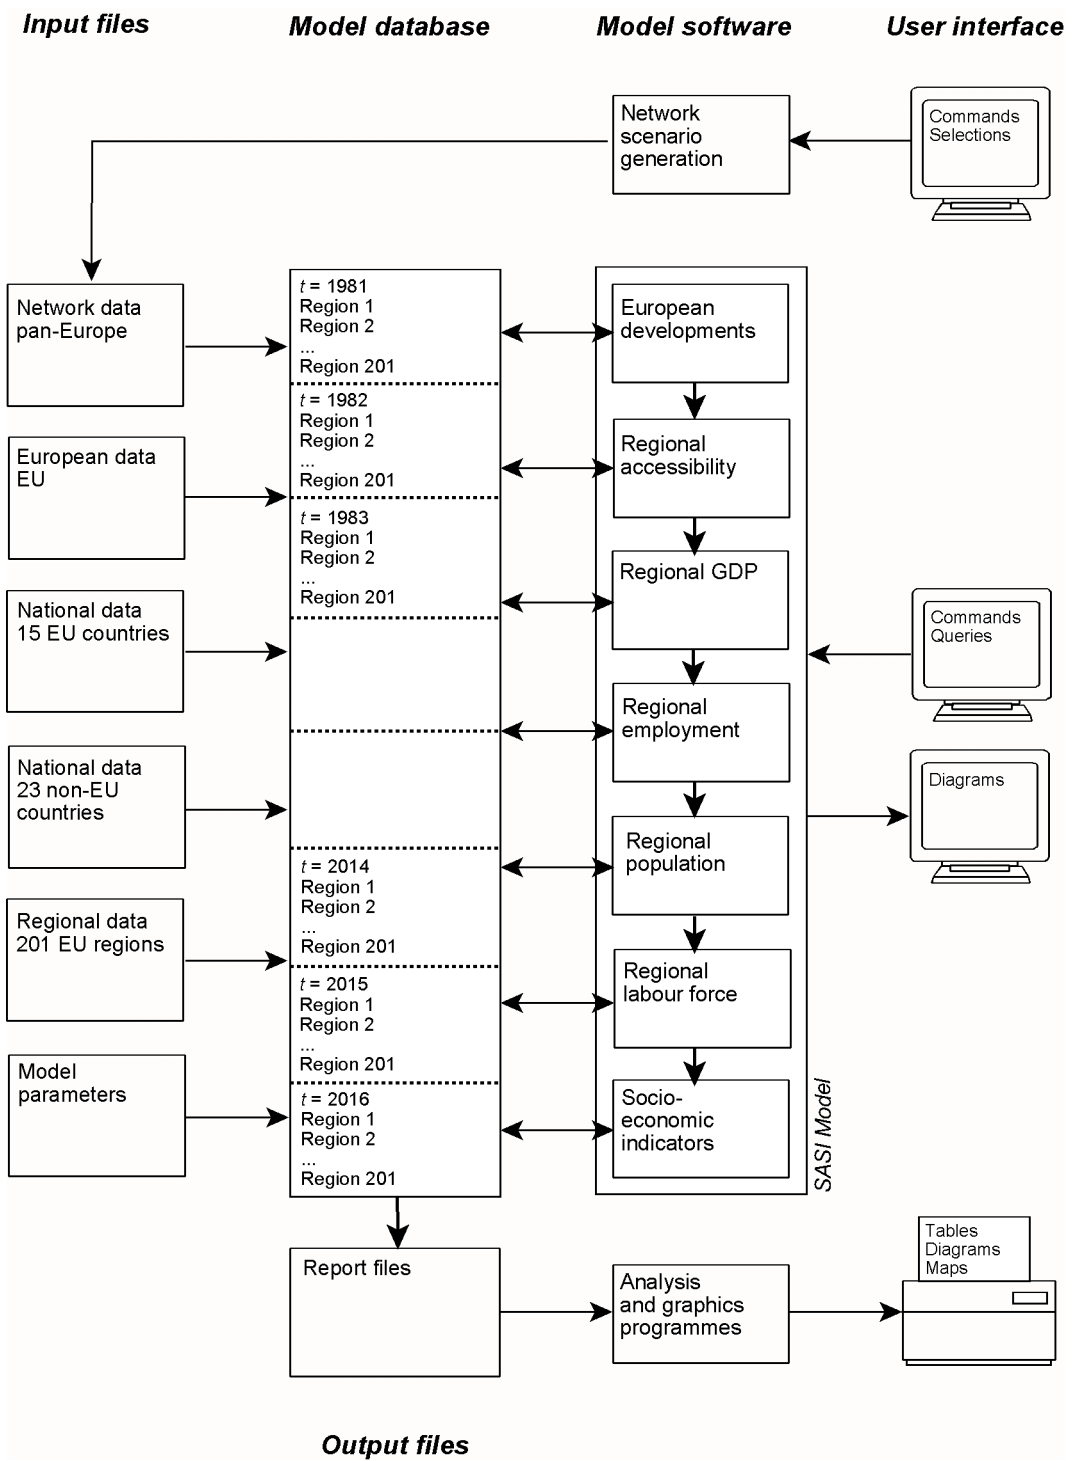 Input files
Model database
Model software
User interface
Network
scenario
generation
Commands
Selections
Network data
pan-Europe
European data
EU
National data
15 EU countries
National data
23 non-EU
countries
Regional data
201 EU regions
Model
parameters
t = 1981
Region 1
Region 2
...
Region 201
t = 1982
Region 1
Region 2
...
Region 201
t = 1983
Region 1
Region 2
...
Region 201
t = 2014
Region 1
Region 2
...
Region 201
t = 2015
Region 1
Region 2
...
Region 201
t = 2016
Region 1
Region 2
...
Region 201
European
developments
Regional
accessibility
Regional GDP
Regional
employment
Regional
population
Regional
labour force
Socio-
economic
indicators
SASI Model
Commands
Queries
Diagrams
Report files
Analysis
and graphics
programmes
Tables
Diagrams
Maps
Output files